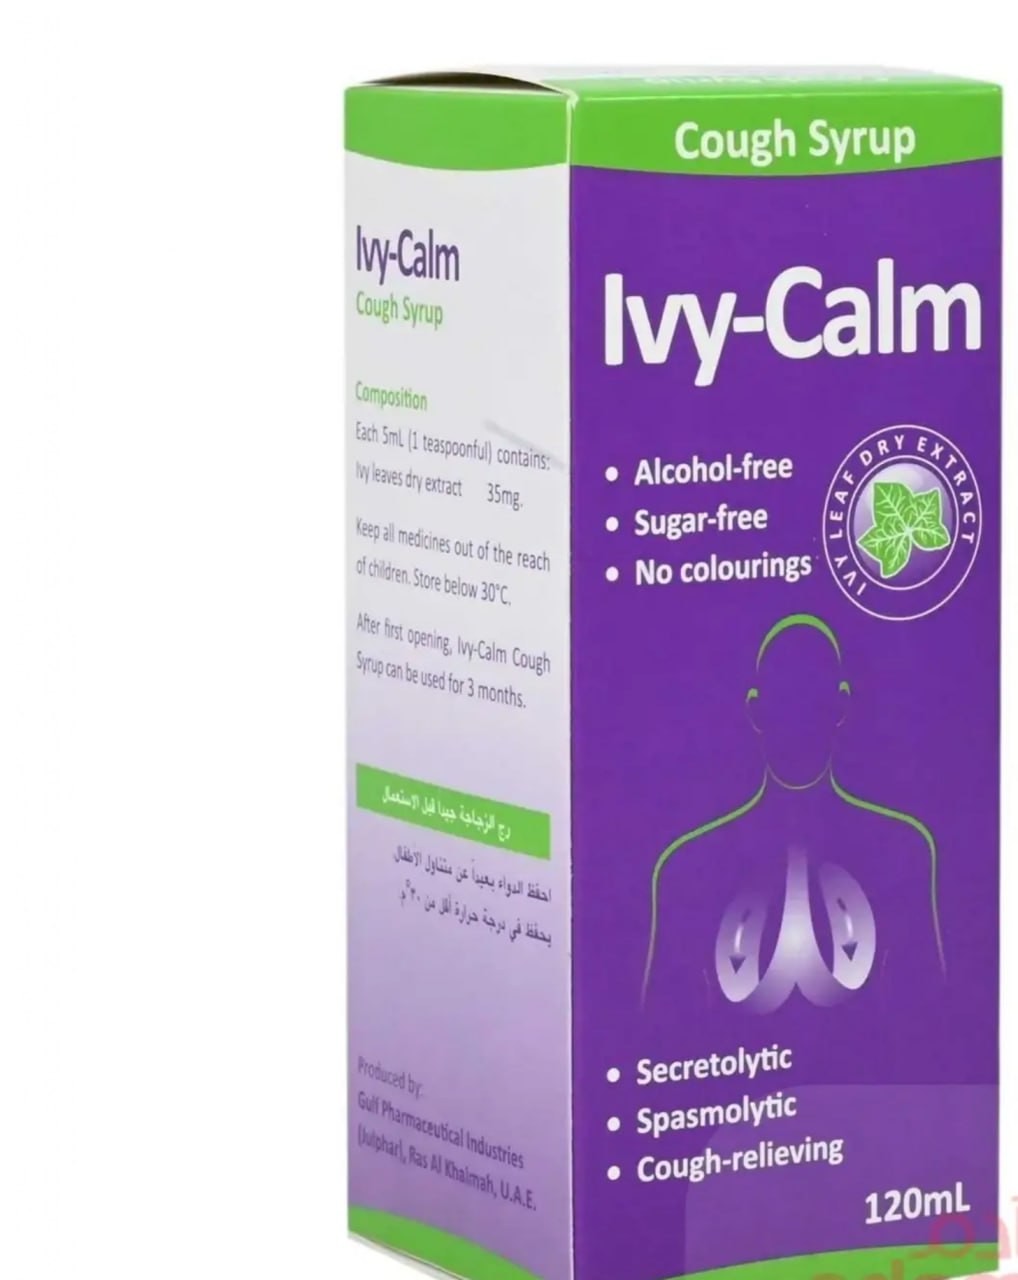 Cough Syrup
Ivy-Calm
• Alcohol-free
• Sugar-free
• No colourings
IVY LEAF DRY EXTRACT
• Secretolytic
• Spasmolytic
• Cough-relieving
120mL
Ivy-Calm
Cough Syrup
Composition
Each 5mL (1 teaspoonful) contains:
Ivy leaves dry extract 35mg.
Keep all medicines out of the reach
of children. Store below 30°C.
After first opening, Ivy-Calm Cough
Syrup can be used for 3 months.
رج الزجاجة جيداً قبل الاستعمال
احفظ الدواء بعيداً عن متناول الأطفال
يحفظ في درجة حرارة أقل من ٣٠°م.
Produced by:
Gulf Pharmaceutical Industries
(Julphar), Ras Al Khaimah, U.A.E.